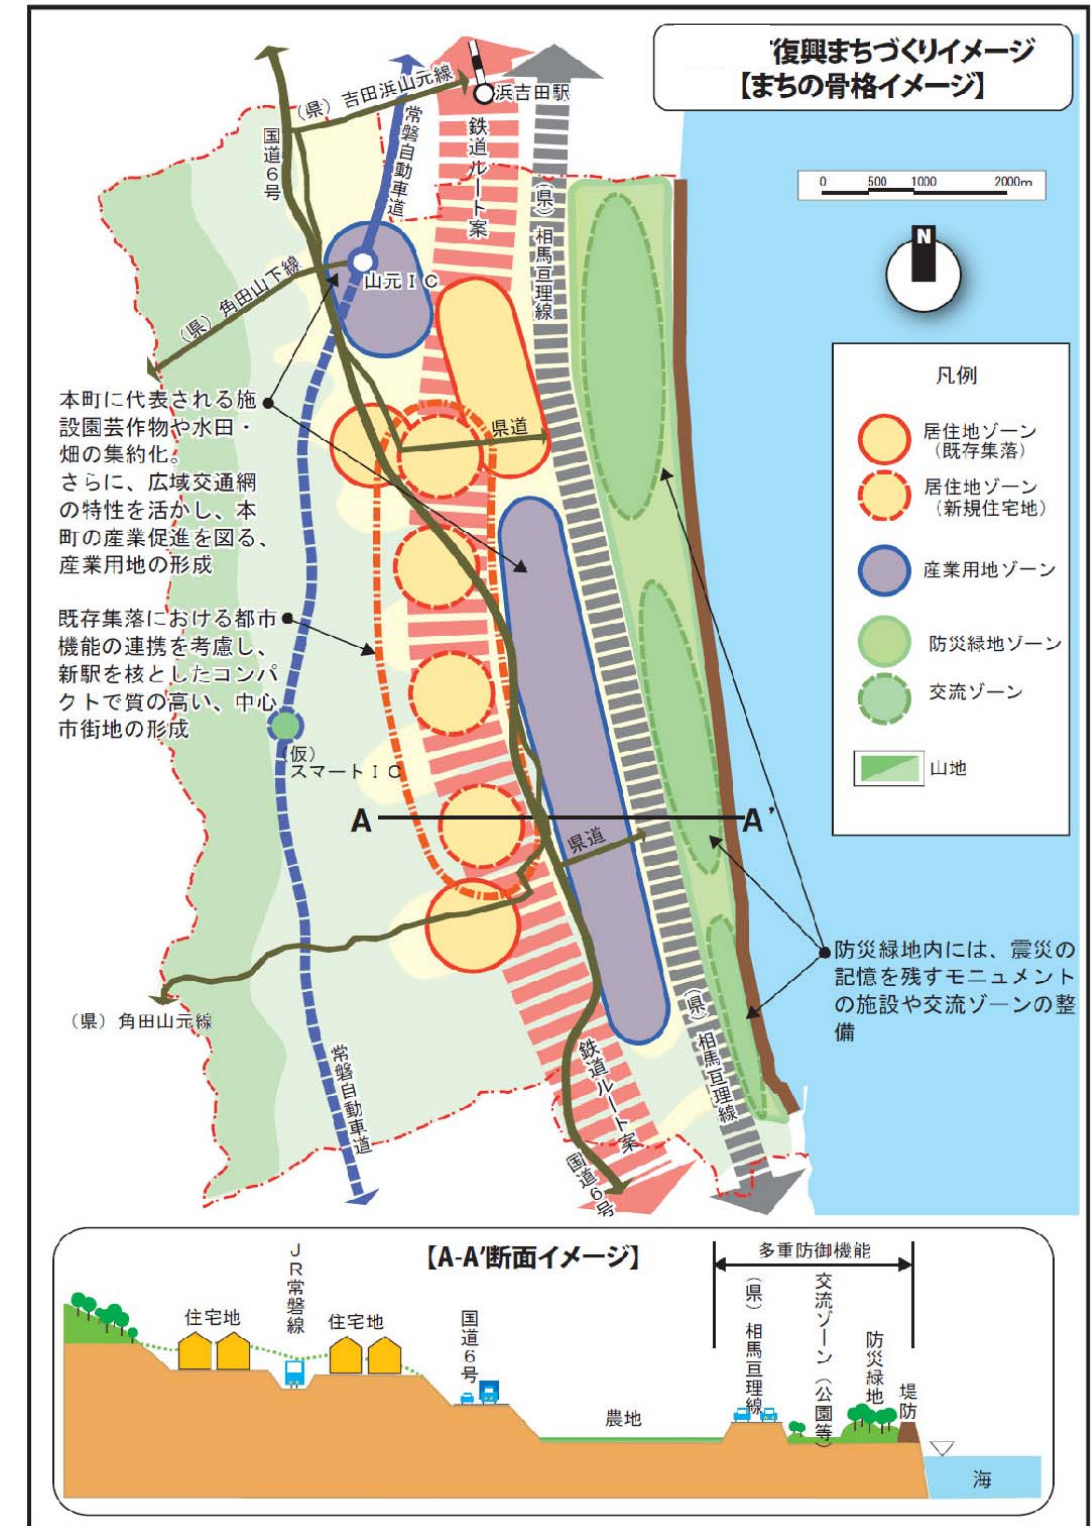 復興まちづくりイメージ
【まちの骨格イメージ】
0 500 1000 2000m
N
(県)吉田浜山元線
浜吉田駅
国道6号
常磐自動車道
鉄道ルート案
(県)相馬亘理線
山元IC
(県)角田山下線
本町に代表される施
設園芸作物や水田・
畑の集約化。
さらに、広域交通網
の特性を活かし、本
町の産業促進を図る、
産業用地の形成
県道
既存集落における都市
機能の連携を考慮し、
新駅を核としたコンパ
クトで質の高い、中心
市街地の形成
(仮)
スマートIC
A
A’
県道
(県)角田山元線
常磐自動車道
鉄道ルート案
国道6号
(県)相馬亘理線
凡例
居住地ゾーン
(既存集落)
居住地ゾーン
(新規住宅地)
産業用地ゾーン
防災緑地ゾーン
交流ゾーン
山地
防災緑地内には、震災の
記憶を残すモニュメント
の施設や交流ゾーンの整
備
【A-A’断面イメージ】
多重防御機能
住宅地
JR常磐線
住宅地
国道6号
農地
(県)相馬亘理線
交流ゾーン(公園等)
防災緑地
堤防
海